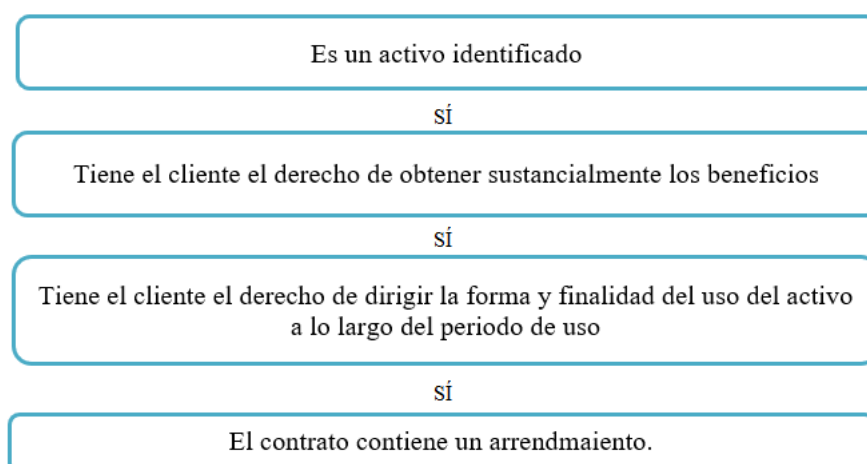 Es un activo identificado
SÍ
Tiene el cliente el derecho de obtener sustancialmente los beneficios
SÍ
Tiene el cliente el derecho de dirigir la forma y finalidad del uso del activo
a lo largo del periodo de uso
SÍ
El contrato contiene un arrendmaiento.